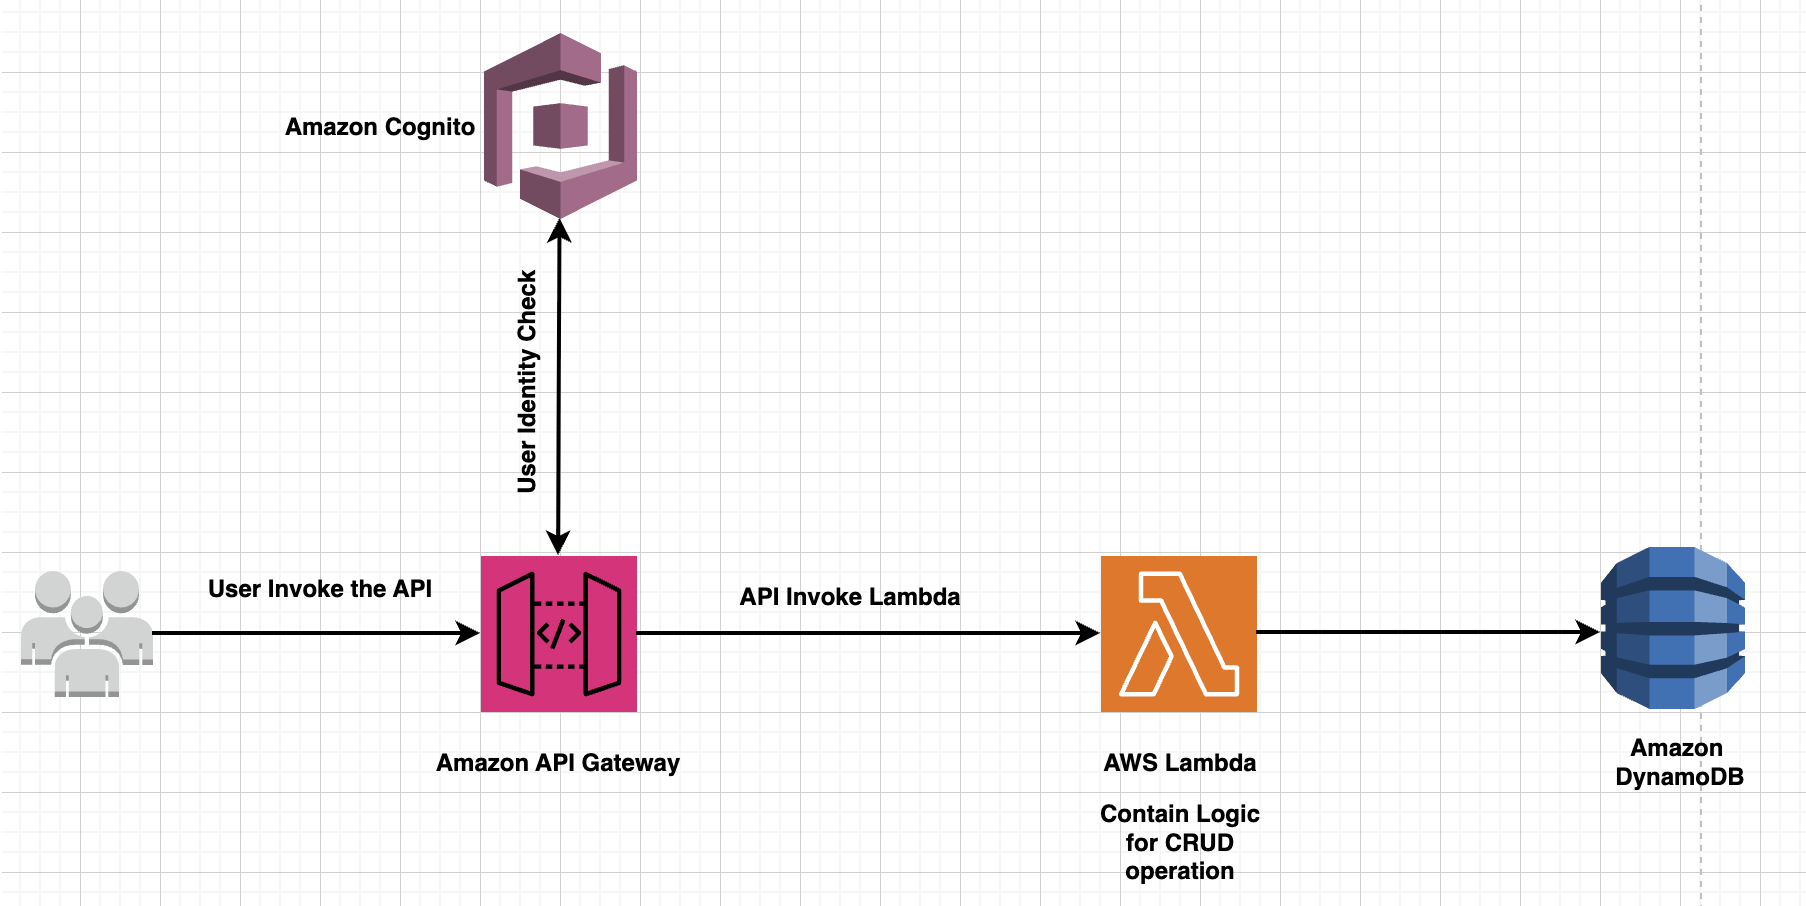 Amazon Cognito
User Identity Check
User Invoke the API
</>
API Invoke Lambda
Amazon API Gateway
AWS Lambda
Contain Logic
for CRUD
operation
Amazon
DynamoDB